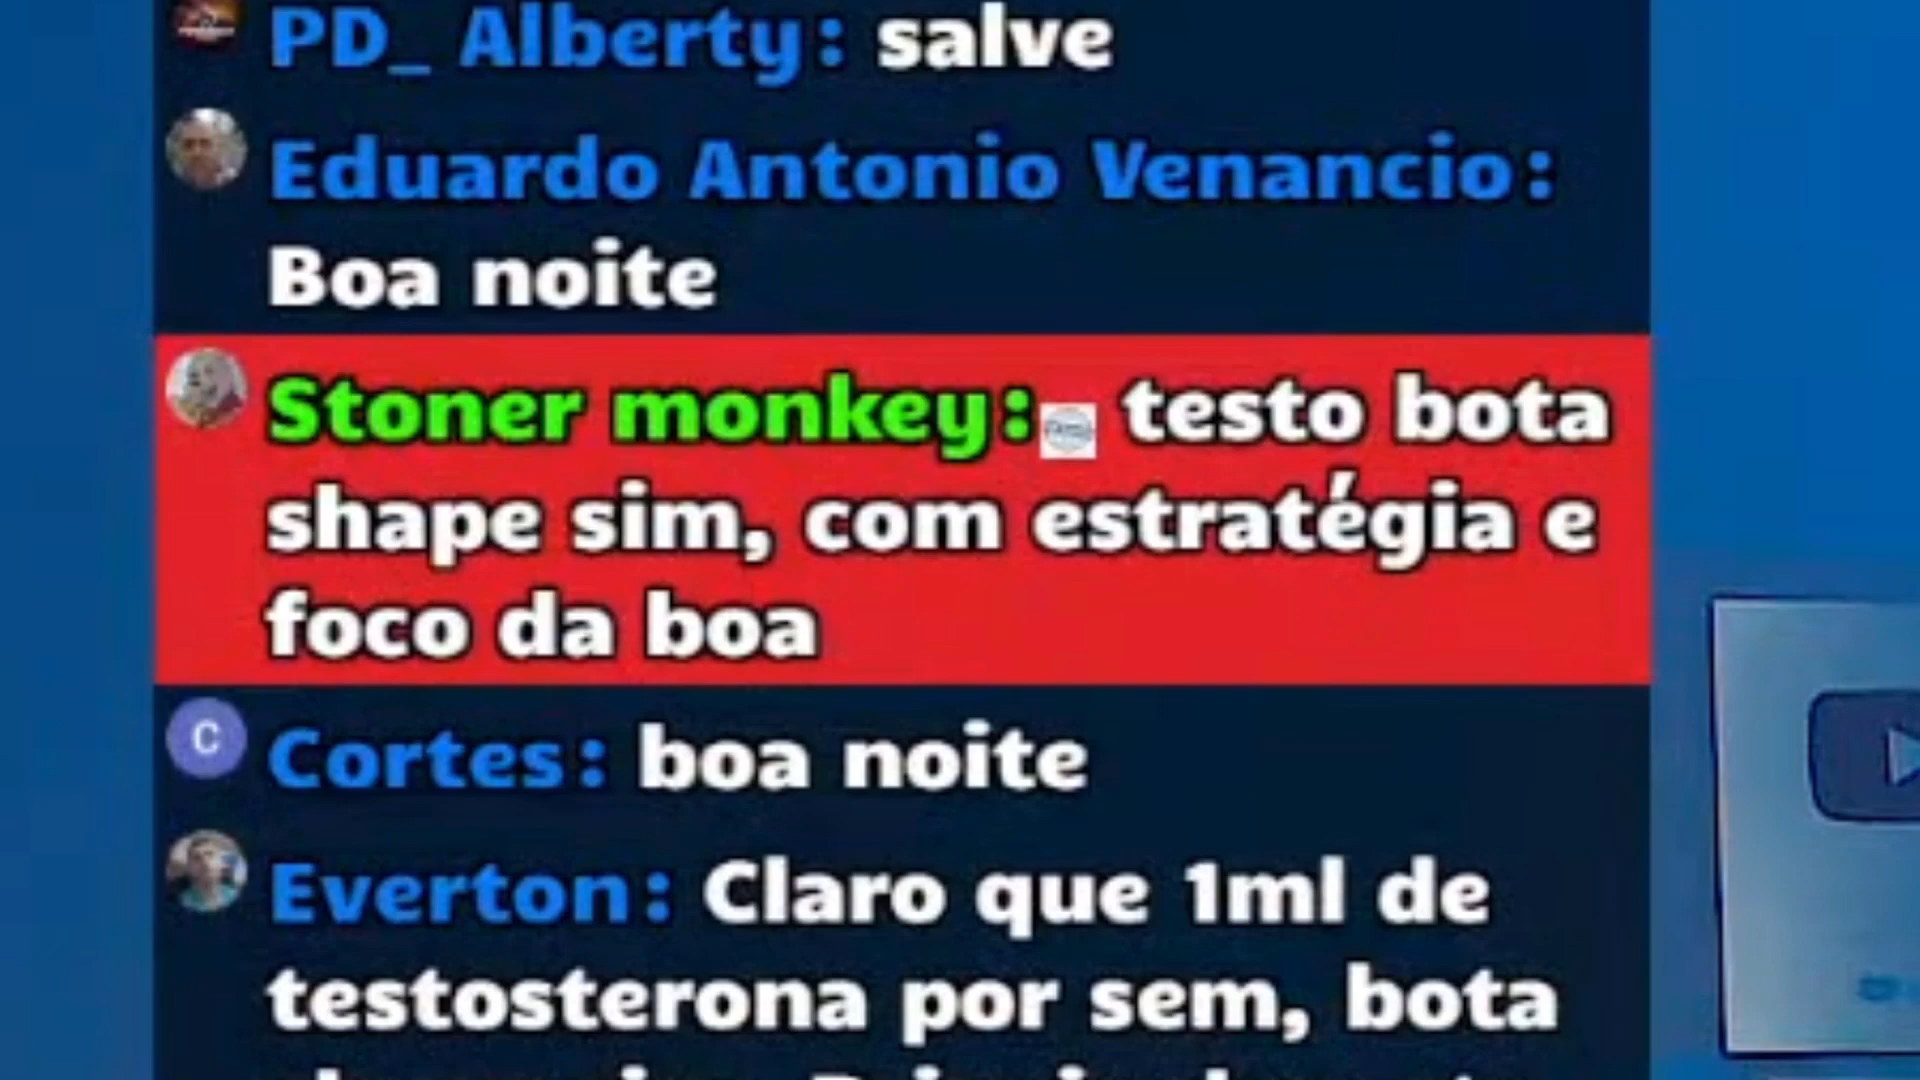 PD_ Alberty: salve
Eduardo Antonio Venancio:
Boa noite
Stoner monkey: testo bota
shape sim, com estratégia e
foco da boa
C
Cortes: boa noite
Everton: Claro que 1ml de
testosterona por sem, bota